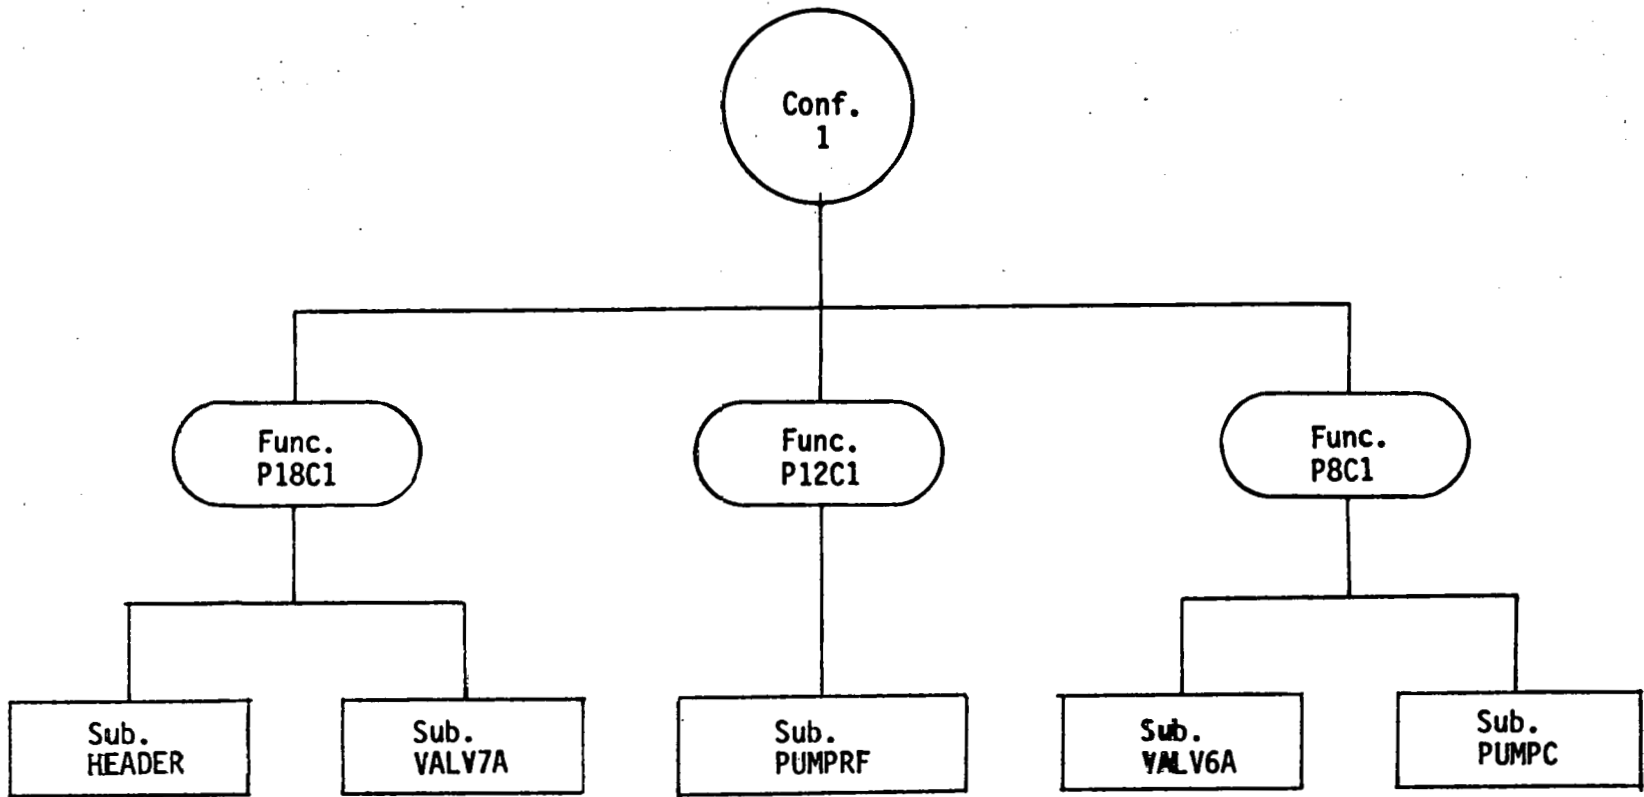 Conf.
1
Func.
P18C1
Func.
P12C1
Func.
P8C1
Sub.
HEADER
Sub.
VALV7A
Sub.
PUMPRF
Sub.
VALV6A
Sub.
PUMPC